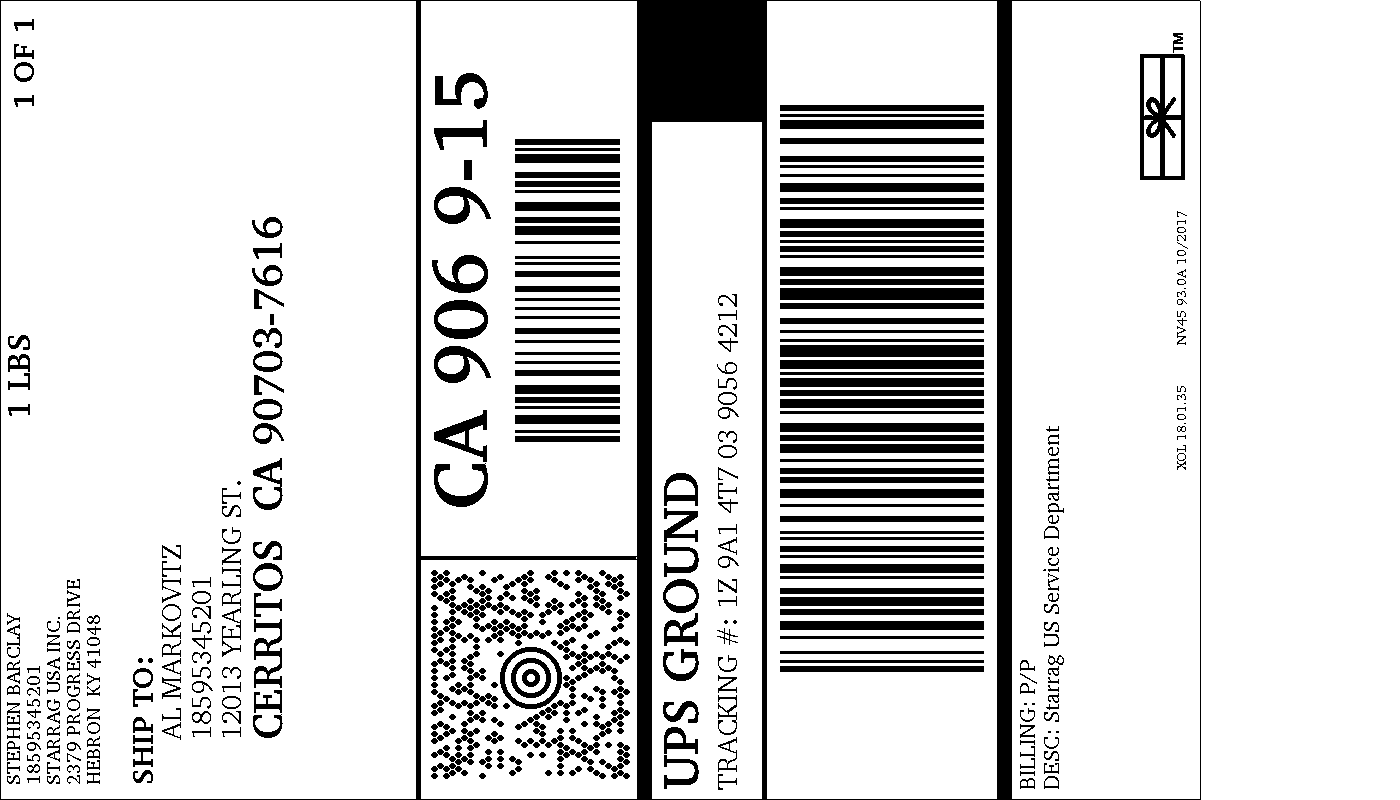 STEPHEN BARCLAY
18595345201
STARRAG USA INC.
2379 PROGRESS DRIVE
HEBRON KY 41048
1 LBS
1 OF 1
SHIP TO:
AL MARKOVITZ
18595345201
12013 YEARLING ST.
CERRITOS CA 90703-7616
CA 906 9-15
UPS GROUND
TRACKING #: 1Z 9A1 4T7 03 9056 4212
BILLING: P/P
DESC: Starrag US Service Department
XOL 18.01.35 NV45 93.0A 10/2017
TM